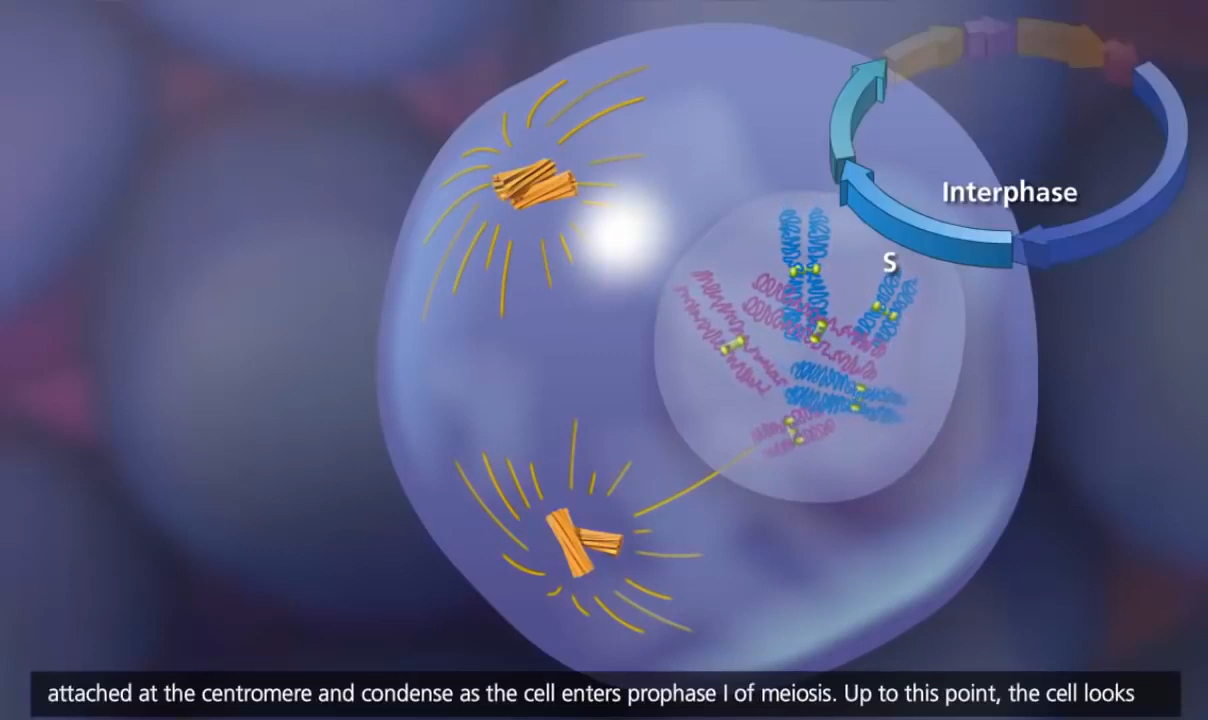 Interphase
S
attached at the centromere and condense as the cell enters prophase I of meiosis. Up to this point, the cell looks